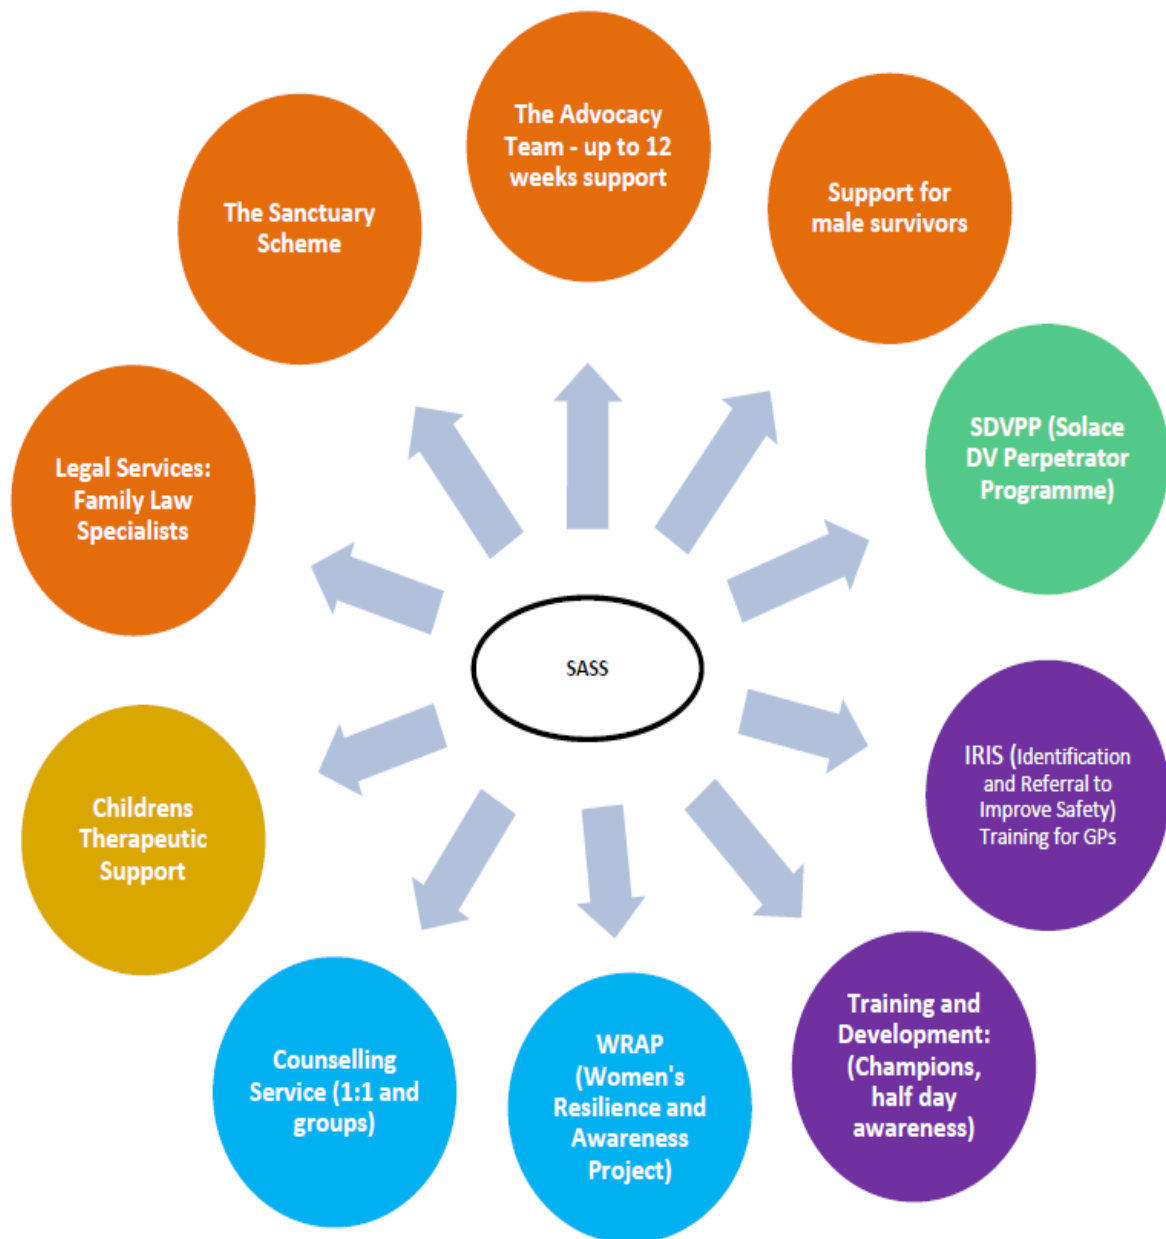 The Advocacy
Team - up to 12
weeks support
Support for
male survivors
SDVPP (Solace
DV Perpetrator
Programme)
IRIS (Identification
and Referral to
Improve Safety)
Training for GPs
Training and
Development:
(Champions,
half day
awareness)
WRAP
(Women's
Resilience and
Awareness
Project)
Counselling
Service (1:1 and
groups)
Childrens
Therapeutic
Support
Legal Services:
Family Law
Specialists
The Sanctuary
Scheme
SASS